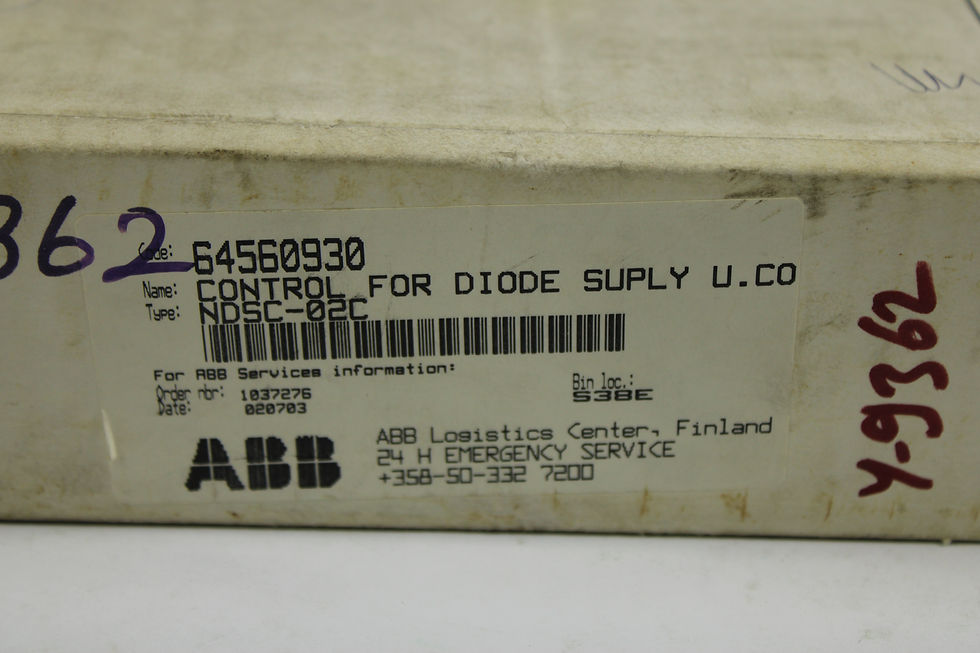 362
Code: 64560930
Name: CONTROL FOR DIODE SUPLY U.CO
Type: NDSC-02C
For ABB Services information:
Order nbr: 1037276
Date: 020703
Bin loc.:
S38E
ABB
ABB Logistics Center, Finland
24 H EMERGENCY SERVICE
+358-50-332 7200
Y-9362